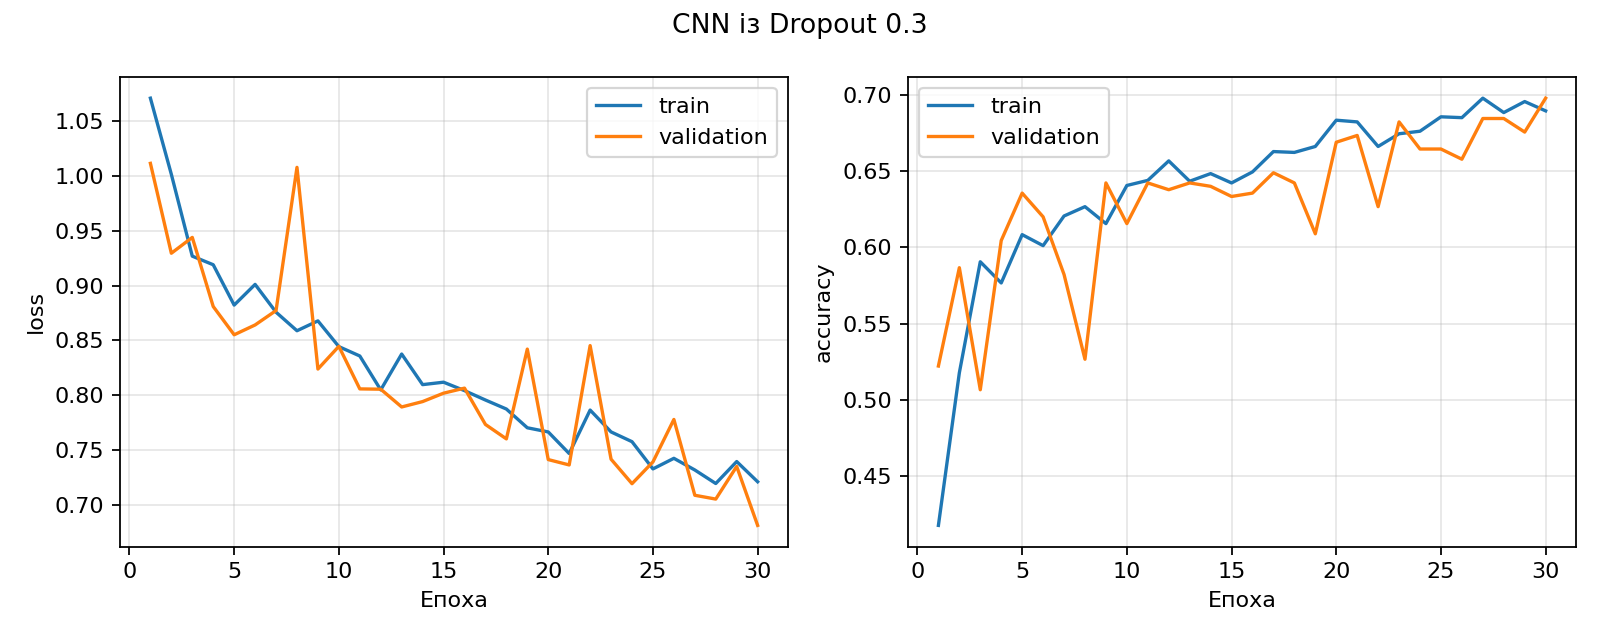 CNN із Dropout 0.3
train
validation
loss
1.05
1.00
0.95
0.90
0.85
0.80
0.75
0.70
0 5 10 15 20 25 30
Епоха
train
validation
accuracy
0.70
0.65
0.60
0.55
0.50
0.45
0 5 10 15 20 25 30
Епоха